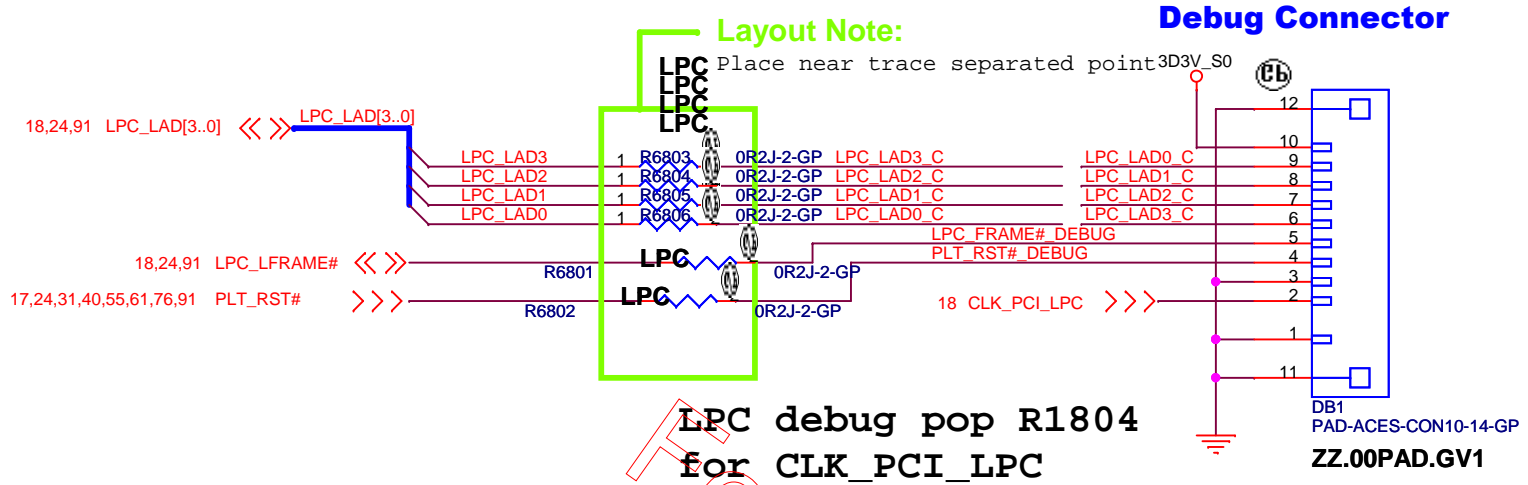 Debug Connector
Layout Note:
Place near trace separated point
3D3V_S0
LPC
LPC
LPC
LPC
18,24,91 LPC_LAD[3..0] LPC_LAD[3..0]
LPC_LAD3 1 R6803 0R2J-2-GP LPC_LAD3_C LPC_LAD0_C
LPC_LAD2 1 R6804 0R2J-2-GP LPC_LAD2_C LPC_LAD1_C
LPC_LAD1 1 R6805 0R2J-2-GP LPC_LAD1_C LPC_LAD2_C
LPC_LAD0 1 R6806 0R2J-2-GP LPC_LAD0_C LPC_LAD3_C
LPC_FRAME#_DEBUG
PLT_RST#_DEBUG
18,24,91 LPC_LFRAME# R6801 LPC 0R2J-2-GP
17,24,31,40,55,61,76,91 PLT_RST# R6802 LPC 0R2J-2-GP
18 CLK_PCI_LPC
12
10
9
8
7
6
5
4
3
2
1
11
DB1
PAD-ACES-CON10-14-GP
ZZ.00PAD.GV1
LPC debug pop R1804
for CLK_PCI_LPC